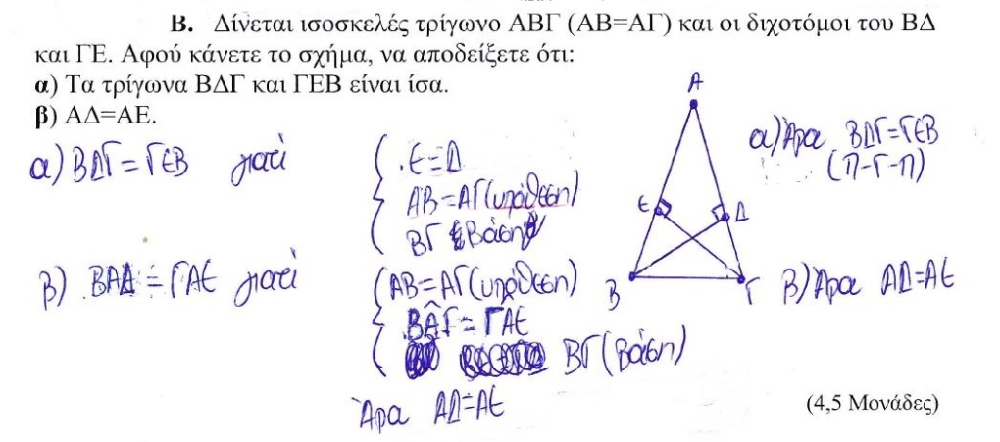 Β. Δίνεται ισοσκελές τρίγωνο ΑΒΓ (ΑΒ=ΑΓ) και οι διχοτόμοι του ΒΔ
και ΓΕ. Αφού κάνετε το σχήμα, να αποδείξετε ότι:
α) Τα τρίγωνα ΒΔΓ και ΓΕΒ είναι ίσα.
β) ΑΔ=ΑΕ.
α) ΒΔΓ = ΓΕΒ γιατί
. Ε=Δ
ΑΒ=ΑΓ (υπόθεση)
ΒΓ Βάση
Α
Ε
Δ
Β
Γ
α) Άρα ΒΔΓ=ΓΕΒ
(Π-Γ-Π)
β) ΒΑΔ = ΓΑΕ γιατί
ΑΒ=ΑΓ (υπόθεση)
ΒÂΓ = ΓΑΕ
ΒΓ (Βάση)
Άρα ΑΔ=ΑΕ
β) Άρα ΑΔ=ΑΕ
(4,5 Μονάδες)